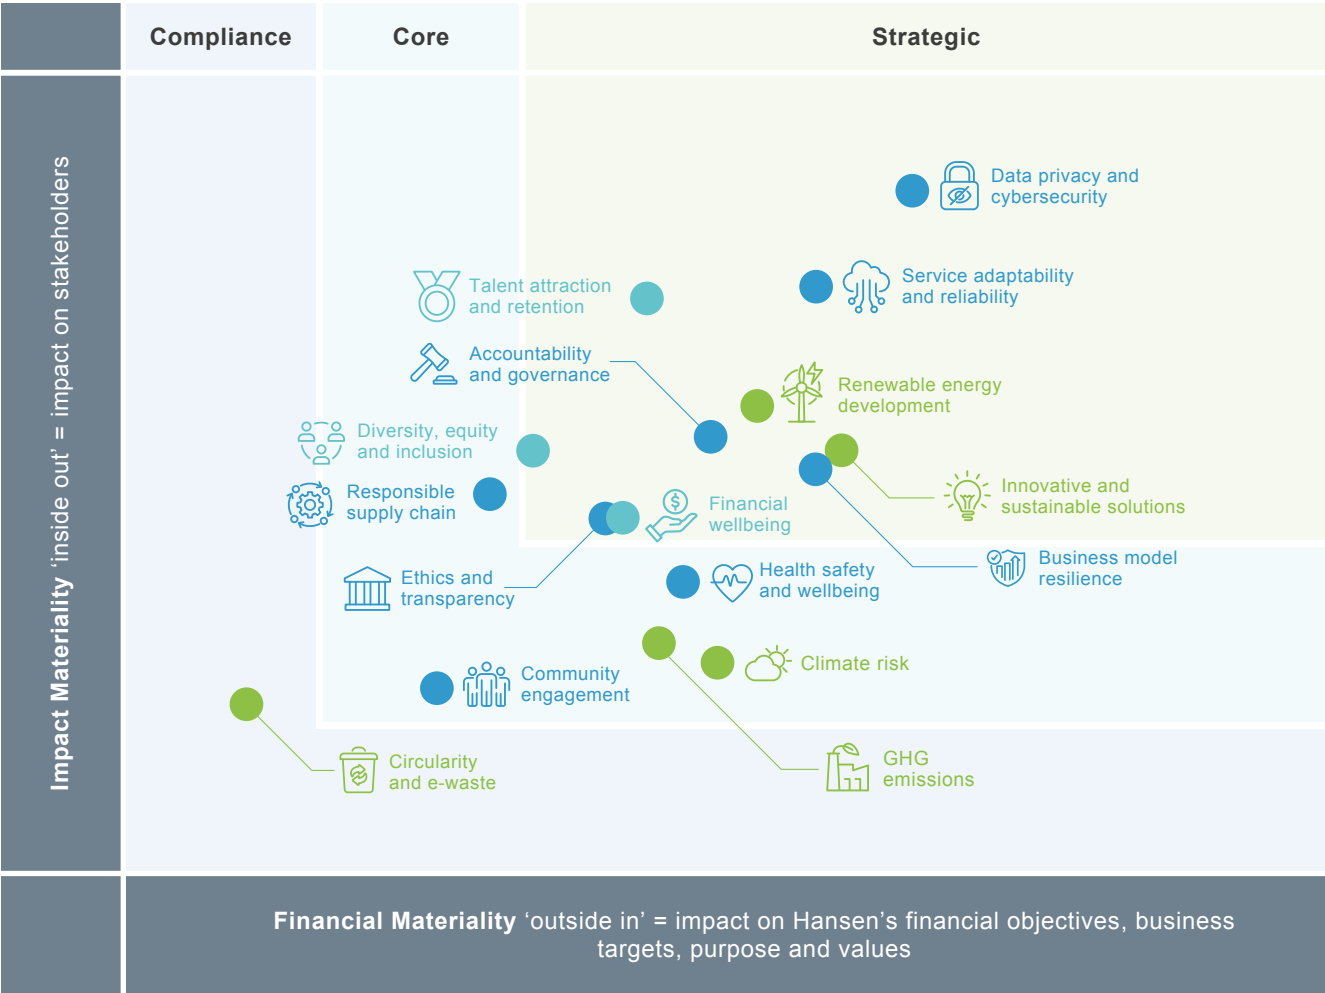 Compliance
Core
Strategic
Impact Materiality ‘inside out’ = impact on stakeholders
Data privacy and
cybersecurity
Service adaptability
and reliability
Talent attraction
and retention
Accountability
and governance
Renewable energy
development
Diversity, equity
and inclusion
Responsible
supply chain
Innovative and
sustainable solutions
Financial
wellbeing
Business model
resilience
Ethics and
transparency
Health safety
and wellbeing
Climate risk
Community
engagement
Circularity
and e-waste
GHG
emissions
Financial Materiality ‘outside in’ = impact on Hansen’s financial objectives, business
targets, purpose and values